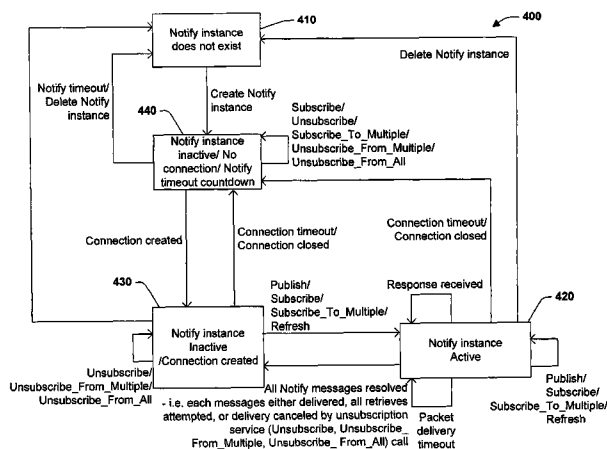 410
400
Notify instance
does not exist
Delete Notify instance
Notify timeout/
Delete Notify
instance
Create Notify
instance
440
Subscribe/
Unsubscribe/
Subscribe_To_Multiple/
Unsubscribe_From_Multiple/
Unsubscribe_From_All
Notify instance
inactive/ No
connection/ Notify
timeout countdown
Connection created
Connection timeout/
Connection closed
Connection timeout/
Connection closed
430
Publish/
Subscribe/
Subscribe_To_Multiple/
Refresh
Response received
420
Notify instance
Inactive
/Connection created
Notify instance
Active
Unsubscribe/
Unsubscribe_From_Multiple/
Unsubscribe_From_All
All Notify messages resolved
- i.e. each messages either delivered, all retrieves
attempted, or delivery canceled by unsubscription
service (Unsubscribe, Unsubscribe_
From_Multiple, Unsubscribe_ From_All) call
Packet
delivery
timeout
Publish/
Subscribe/
Subscribe_To_Multiple/
Refresh